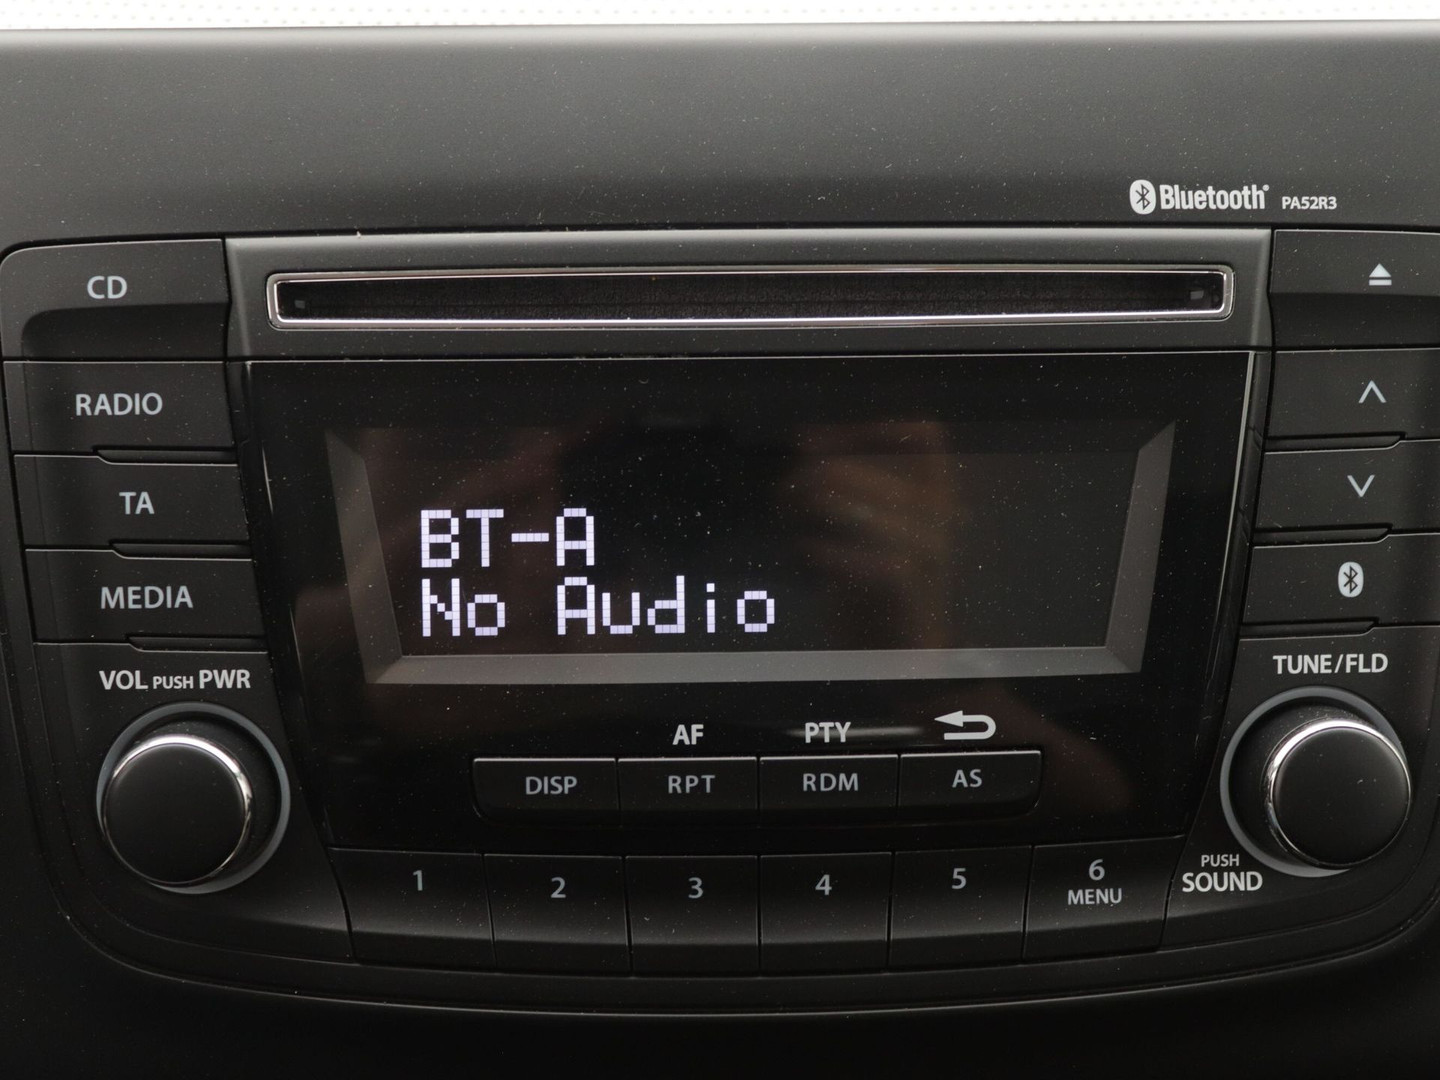 Bluetooth® PA52R3
CD
RADIO
TA
MEDIA
BT-A
No Audio
VOL PUSH PWR
TUNE/FLD
AF PTY
DISP RPT RDM AS
1 2 3 4 5 6
MENU
PUSH
SOUND